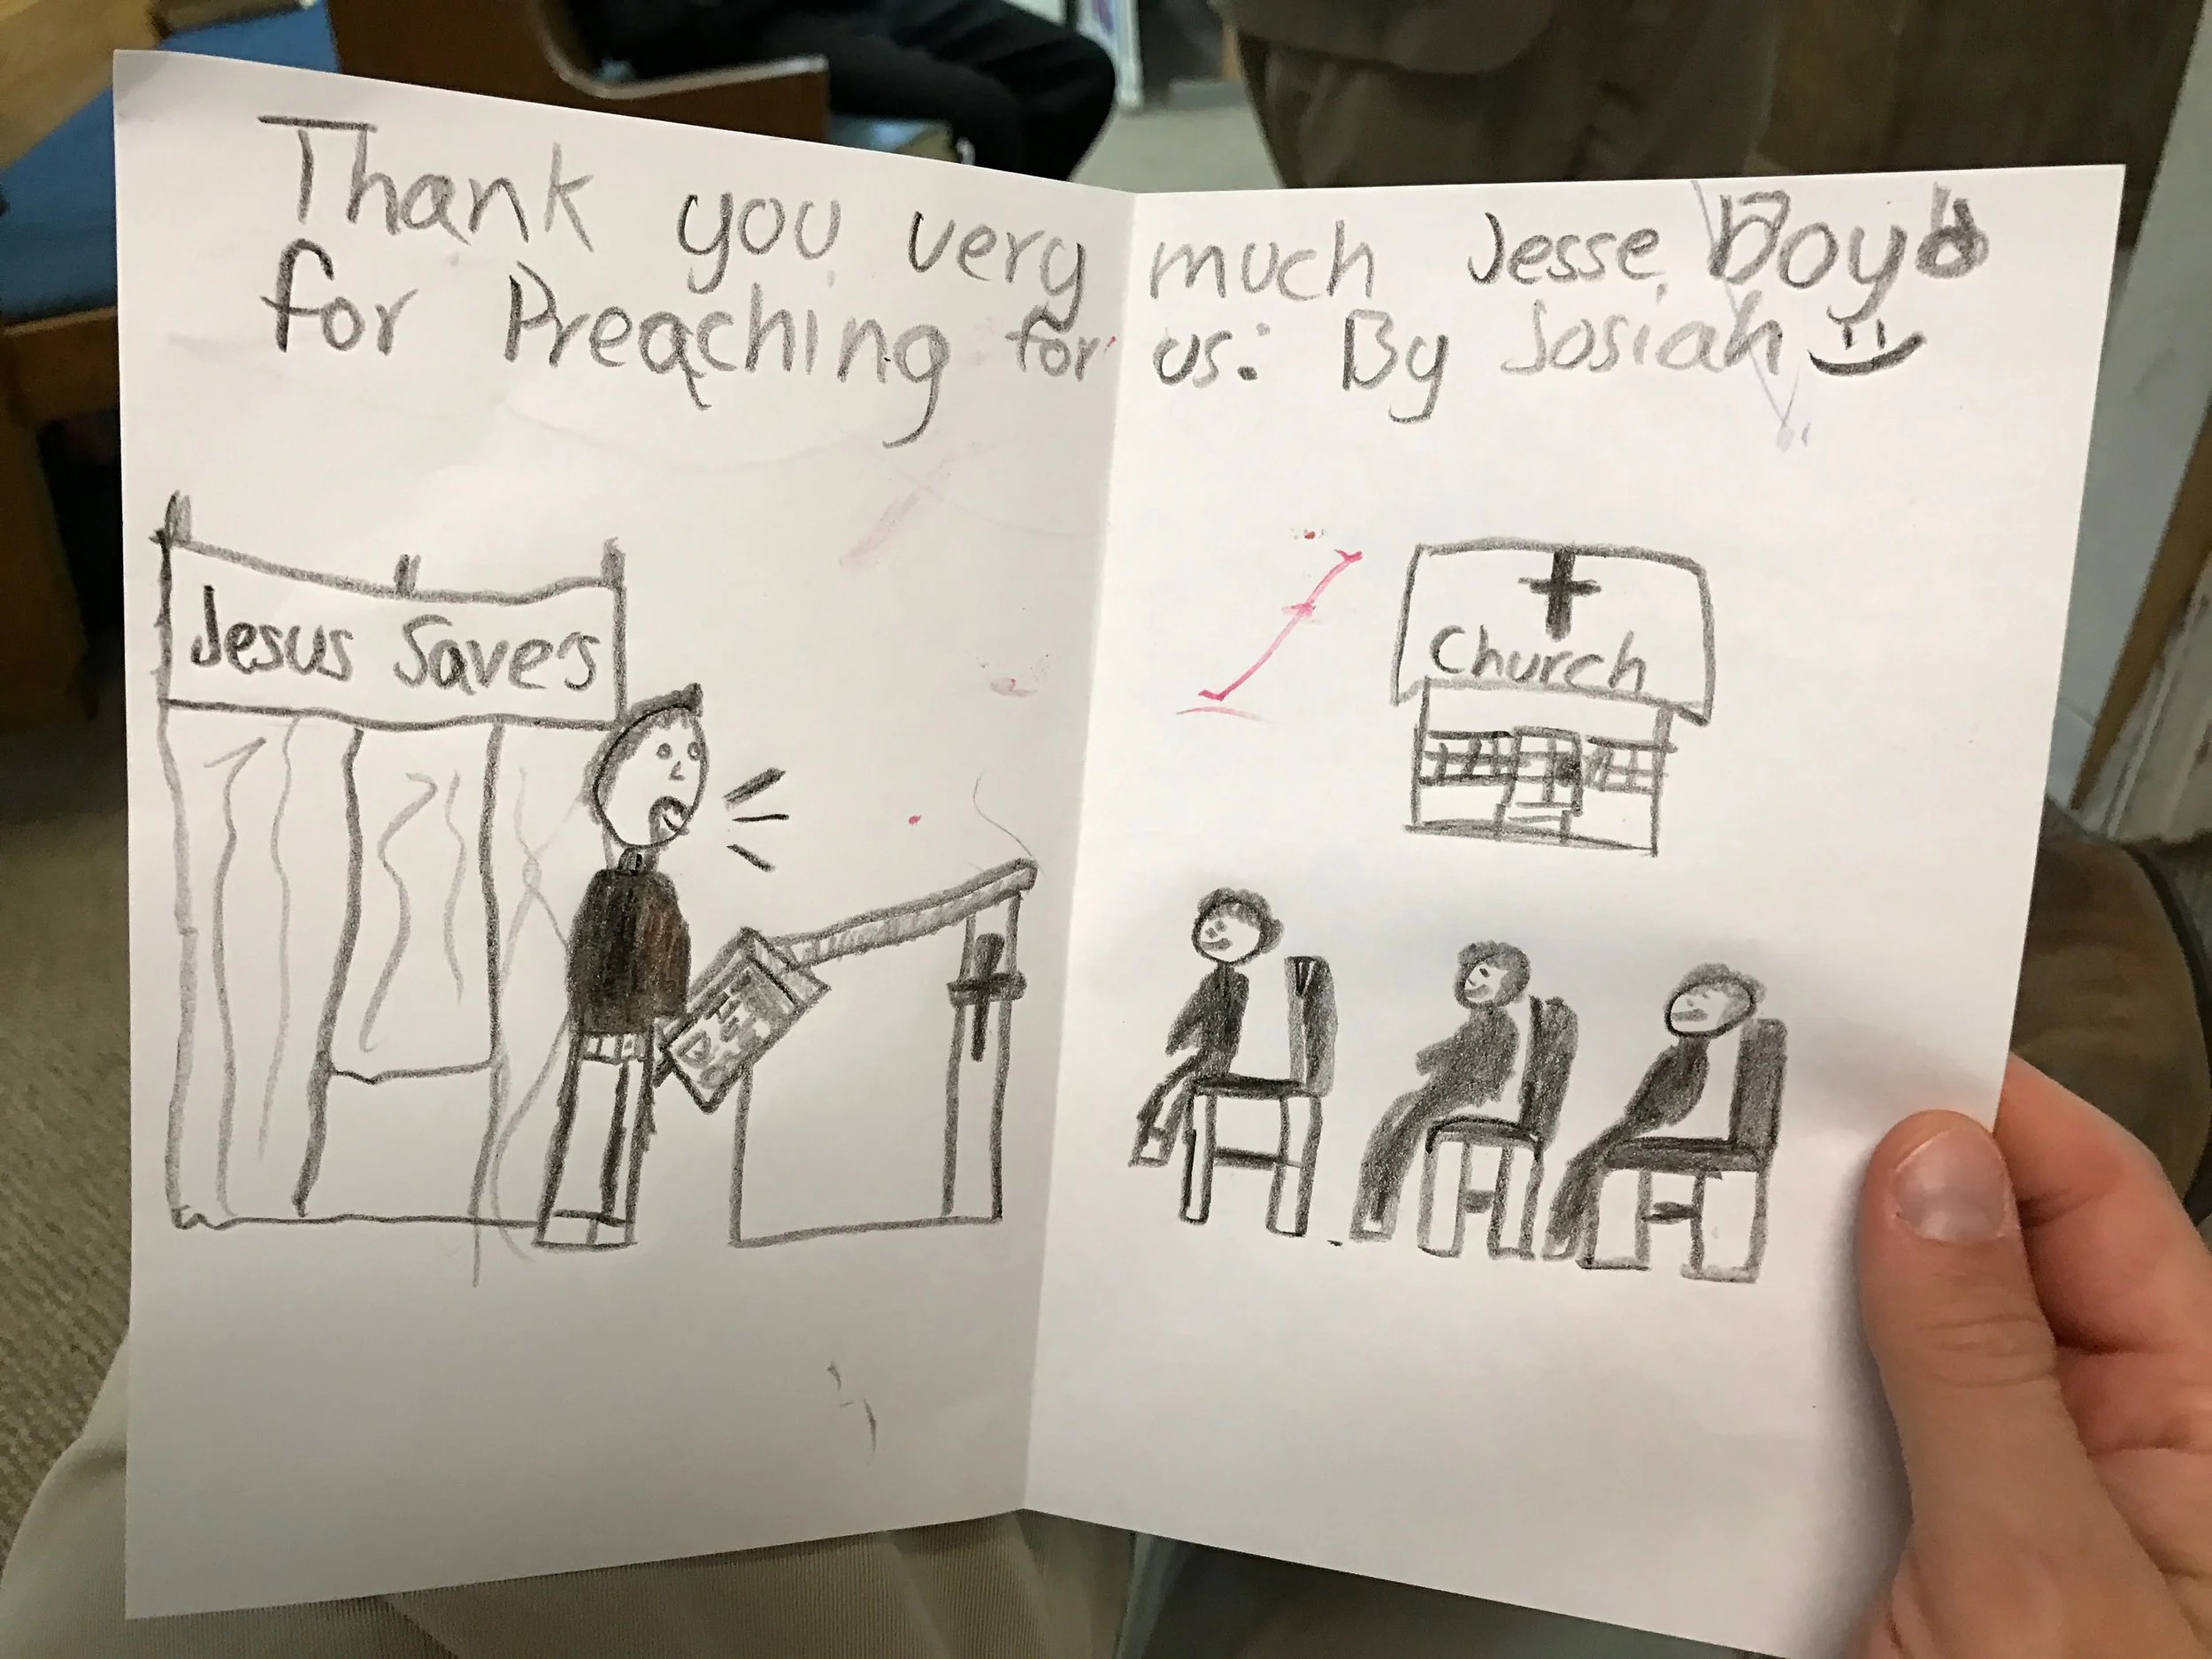 Thank you very much Jesse Boyd
for Preaching for us: By Josiah
Jesus Saves
Church